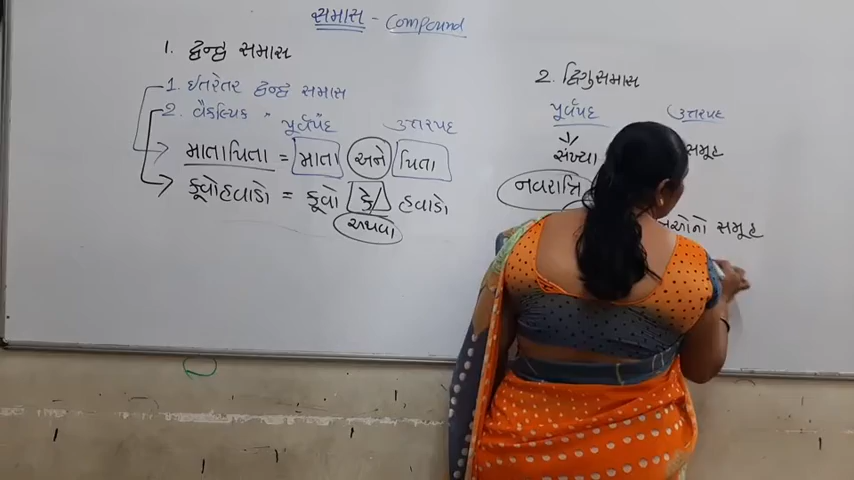 સમાસ - Compound
1. દ્વન્દ્વ સમાસ
1. ઇતરેતર દ્વન્દ્વ સમાસ
2. વૈકલ્પિક "
પૂર્વપદ ઉત્તરપદ
માતાપિતા = માતા અને પિતા
કૂવોહવાડો = કૂવો કે હવાડો
અથવા
2. દ્વિગુસમાસ
પૂર્વપદ ઉત્તરપદ
સંખ્યા સમૂહ
નવરાત્રિ
સમૂહ